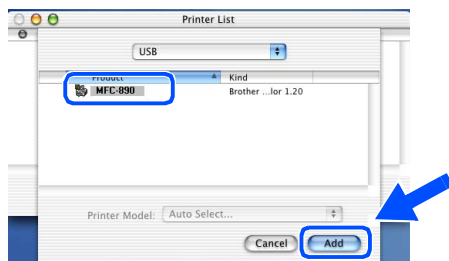 Printer List
USB
Product Kind
MFC-890 Brother ...lor 1.20
Printer Model: Auto Select...
Cancel Add